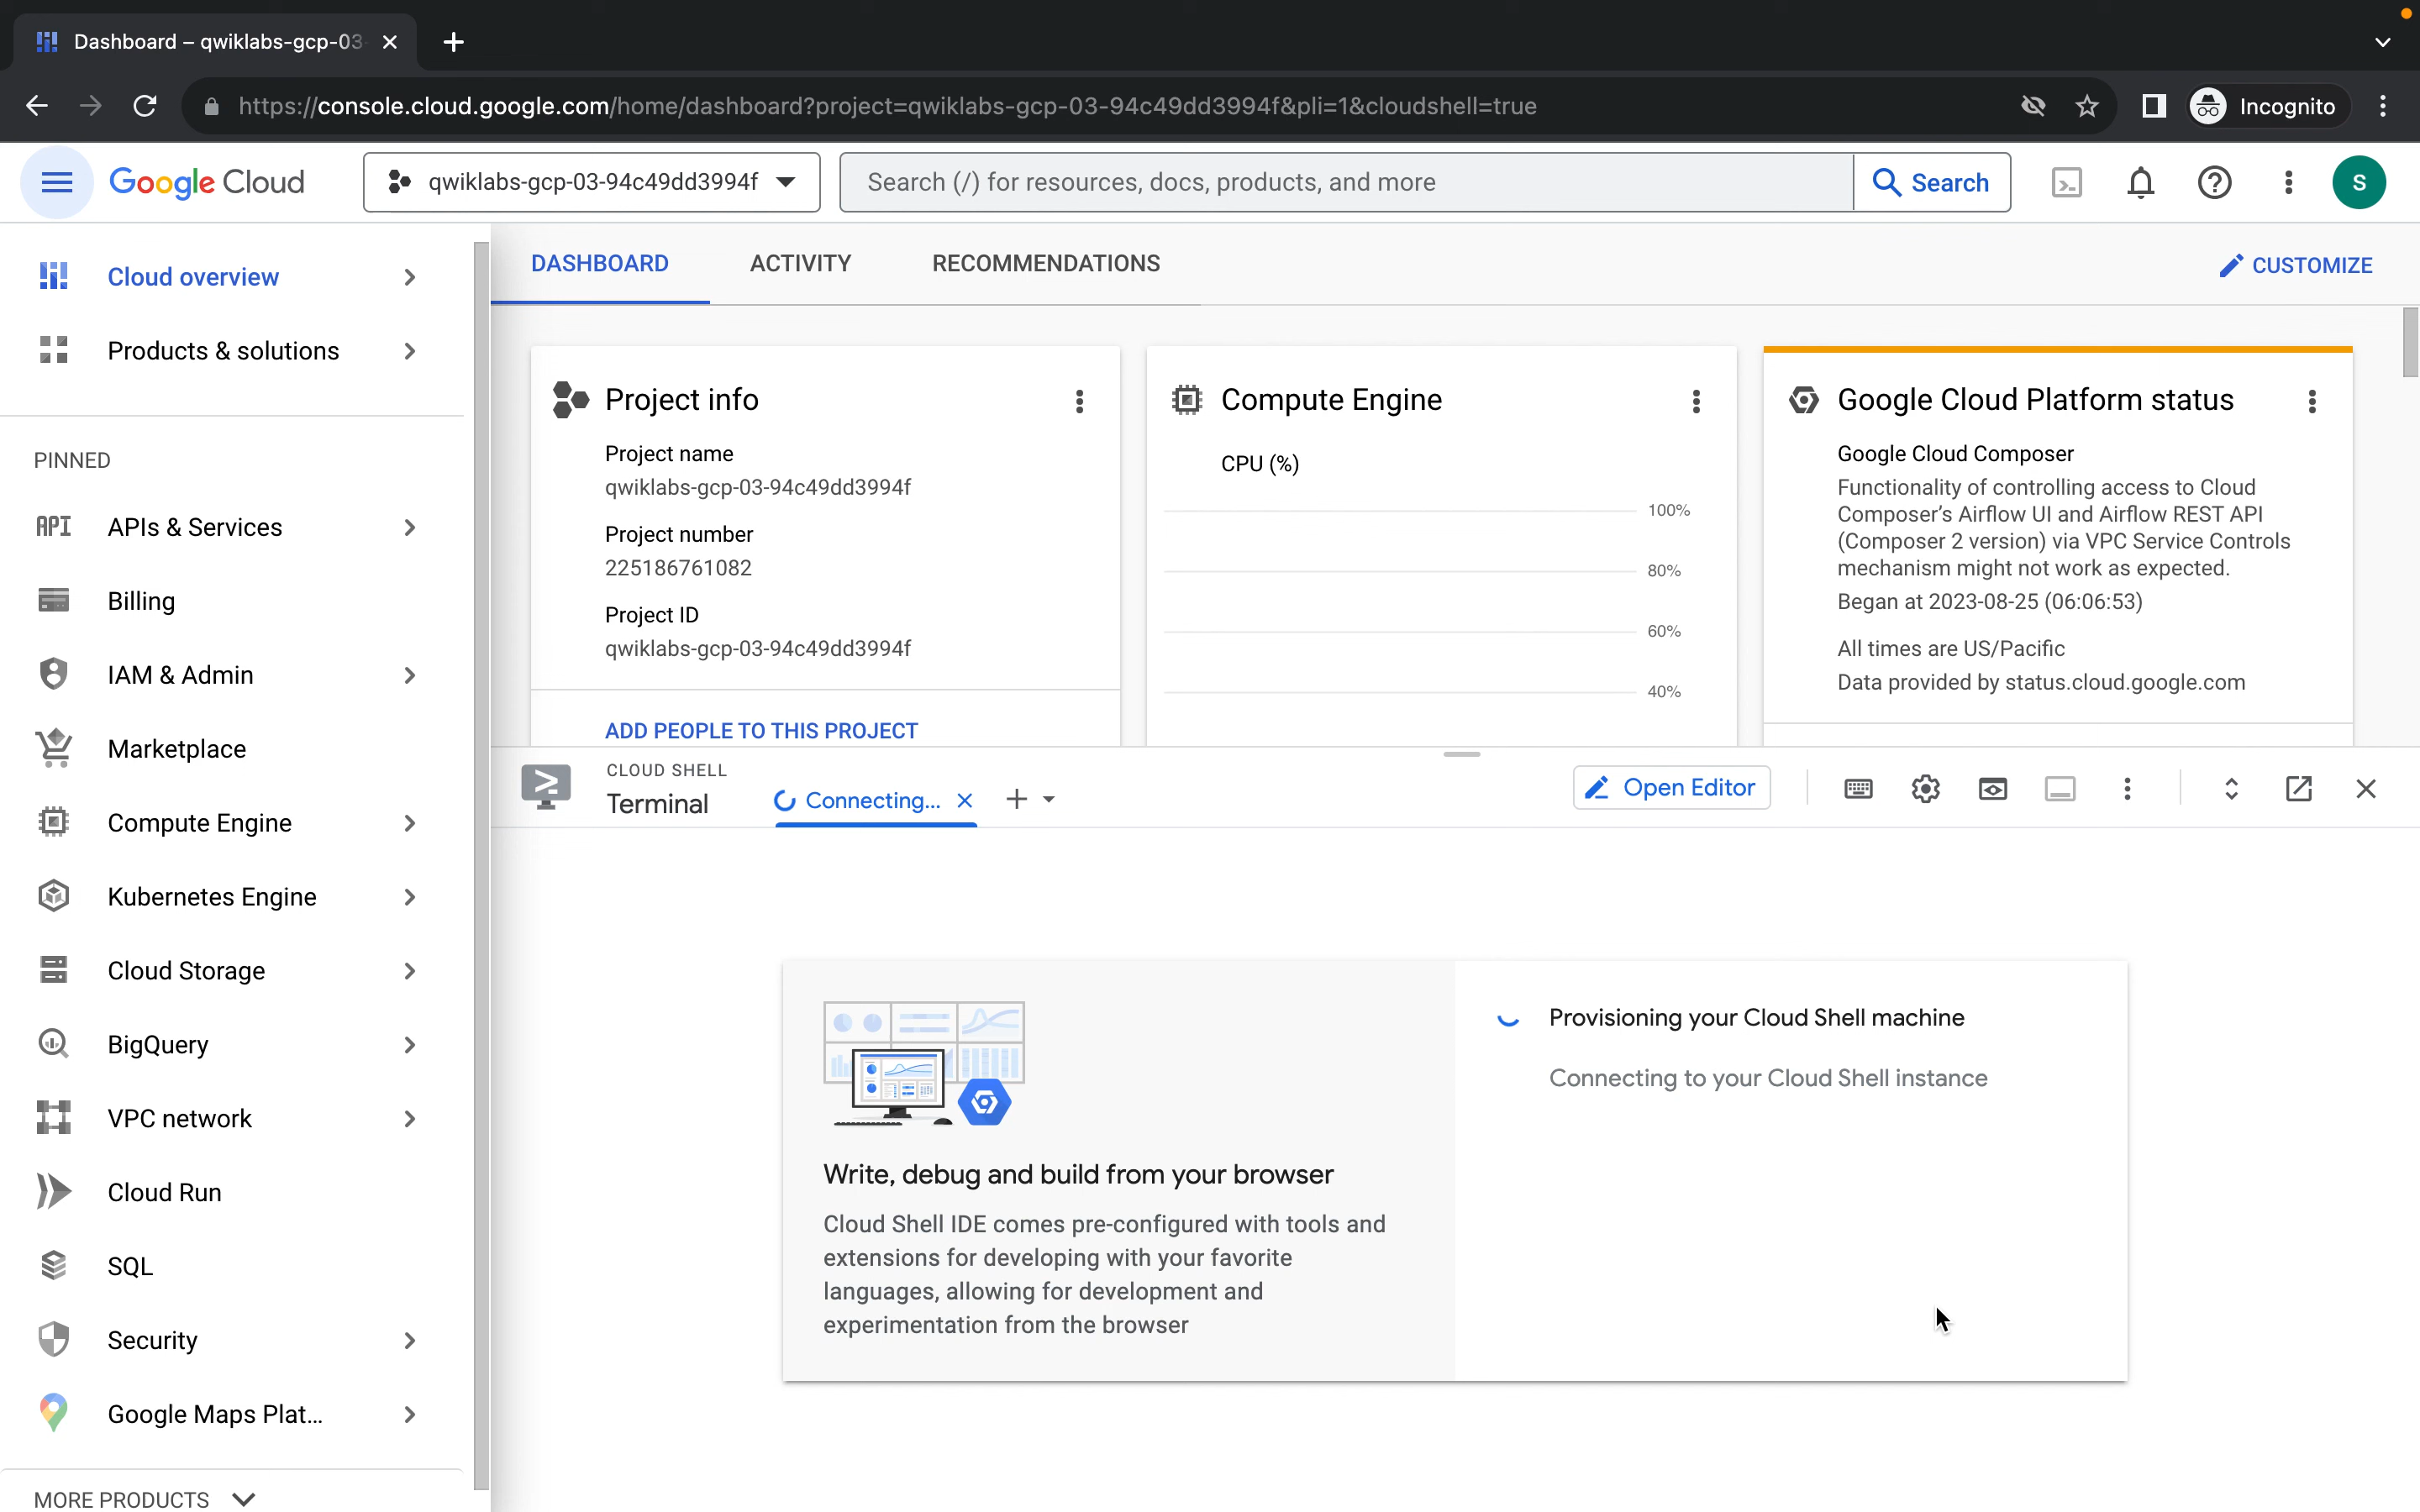 Dashboard – qwiklabs-gcp-03-
https://console.cloud.google.com/home/dashboard?project=qwiklabs-gcp-03-94c49dd3994f&pli=1&cloudshell=true
Incognito
Google Cloud
qwiklabs-gcp-03-94c49dd3994f
Search (/) for resources, docs, products, and more
Search
S
Cloud overview
Products & solutions
PINNED
API
APIs & Services
Billing
IAM & Admin
Marketplace
Compute Engine
Kubernetes Engine
Cloud Storage
BigQuery
VPC network
Cloud Run
SQL
Security
Google Maps Plat...
MORE PRODUCTS
DASHBOARD
ACTIVITY
RECOMMENDATIONS
CUSTOMIZE
Project info
Project name
qwiklabs-gcp-03-94c49dd3994f
Project number
225186761082
Project ID
qwiklabs-gcp-03-94c49dd3994f
ADD PEOPLE TO THIS PROJECT
Compute Engine
CPU (%)
100%
80%
60%
40%
Google Cloud Platform status
Google Cloud Composer
Functionality of controlling access to Cloud
Composer’s Airflow UI and Airflow REST API
(Composer 2 version) via VPC Service Controls
mechanism might not work as expected.
Began at 2023-08-25 (06:06:53)
All times are US/Pacific
Data provided by status.cloud.google.com
CLOUD SHELL
Terminal
Connecting...
Open Editor
Write, debug and build from your browser
Cloud Shell IDE comes pre-configured with tools and
extensions for developing with your favorite
languages, allowing for development and
experimentation from the browser
Provisioning your Cloud Shell machine
Connecting to your Cloud Shell instance